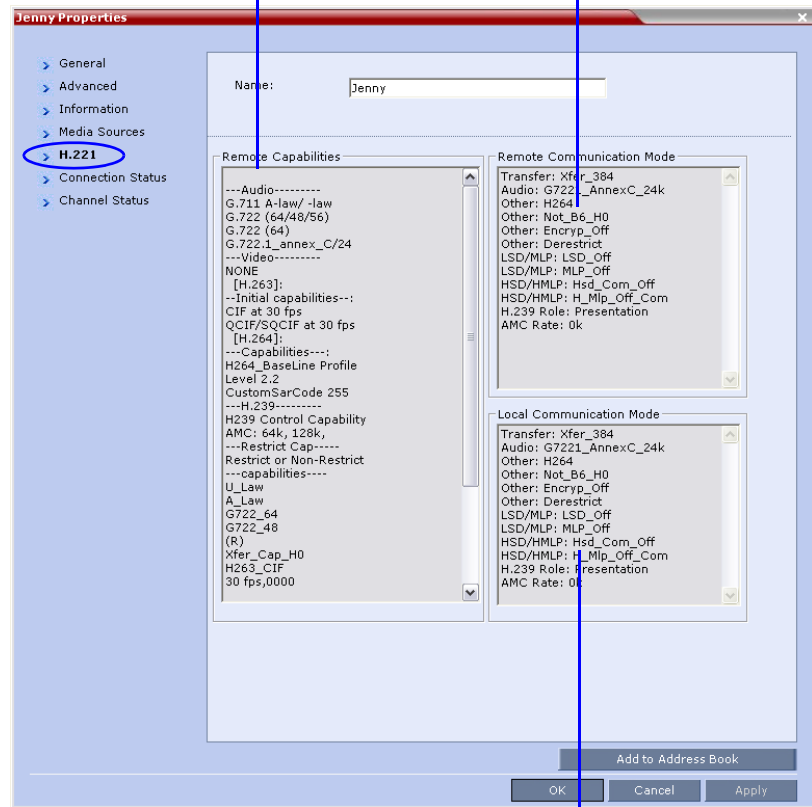 Jenny Properties
General
Advanced
Information
Media Sources
H.221
Connection Status
Channel Status
Name:
Jenny
Remote Capabilities
---Audio---------
G.711 A-law/ -law
G.722 (64/48/56)
G.722 (64)
G.722.1_annex_C/24
---Video---------
NONE
[H.263]:
--Initial capabilities--:
CIF at 30 fps
QCIF/SQCIF at 30 fps
[H.264]:
---Capabilities---:
H264_BaseLine Profile
Level 2.2
CustomSarCode 255
---H.239---------
H239 Control Capability
AMC: 64k, 128k,
---Restrict Cap-----
Restrict or Non-Restrict
---capabilities----
U_Law
A_Law
G722_64
G722_48
(R)
Xfer_Cap_H0
H263_CIF
30 fps,0000
Remote Communication Mode
Transfer: Xfer_384
Audio: G7221_AnnexC_24k
Other: H264
Other: Not_B6_H0
Other: Encryp_Off
Other: Derestrict
LSD/MLP: LSD_Off
LSD/MLP: MLP_Off
HSD/HMLP: Hsd_Com_Off
HSD/HMLP: H_Mlp_Off_Com
H.239 Role: Presentation
AMC Rate: 0k
Local Communication Mode
Transfer: Xfer_384
Audio: G7221_AnnexC_24k
Other: H264
Other: Not_B6_H0
Other: Encryp_Off
Other: Derestrict
LSD/MLP: LSD_Off
LSD/MLP: MLP_Off
HSD/HMLP: Hsd_Com_Off
HSD/HMLP: H_Mlp_Off_Com
H.239 Role: Presentation
AMC Rate: 0k
Add to Address Book
OK
Cancel
Apply